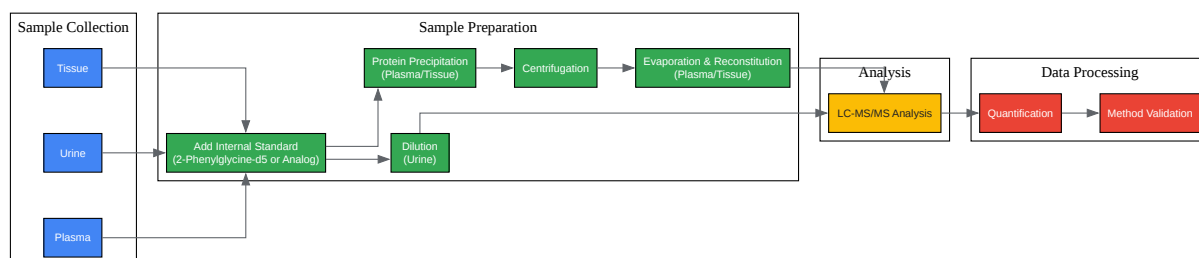 Sample Collection
Tissue
Urine
Plasma
Sample Preparation
Add Internal Standard
(2-Phenylglycine-d5 or Analog)
Protein Precipitation
(Plasma/Tissue)
Centrifugation
Evaporation & Reconstitution
(Plasma/Tissue)
Dilution
(Urine)
Analysis
LC-MS/MS Analysis
Data Processing
Quantification
Method Validation